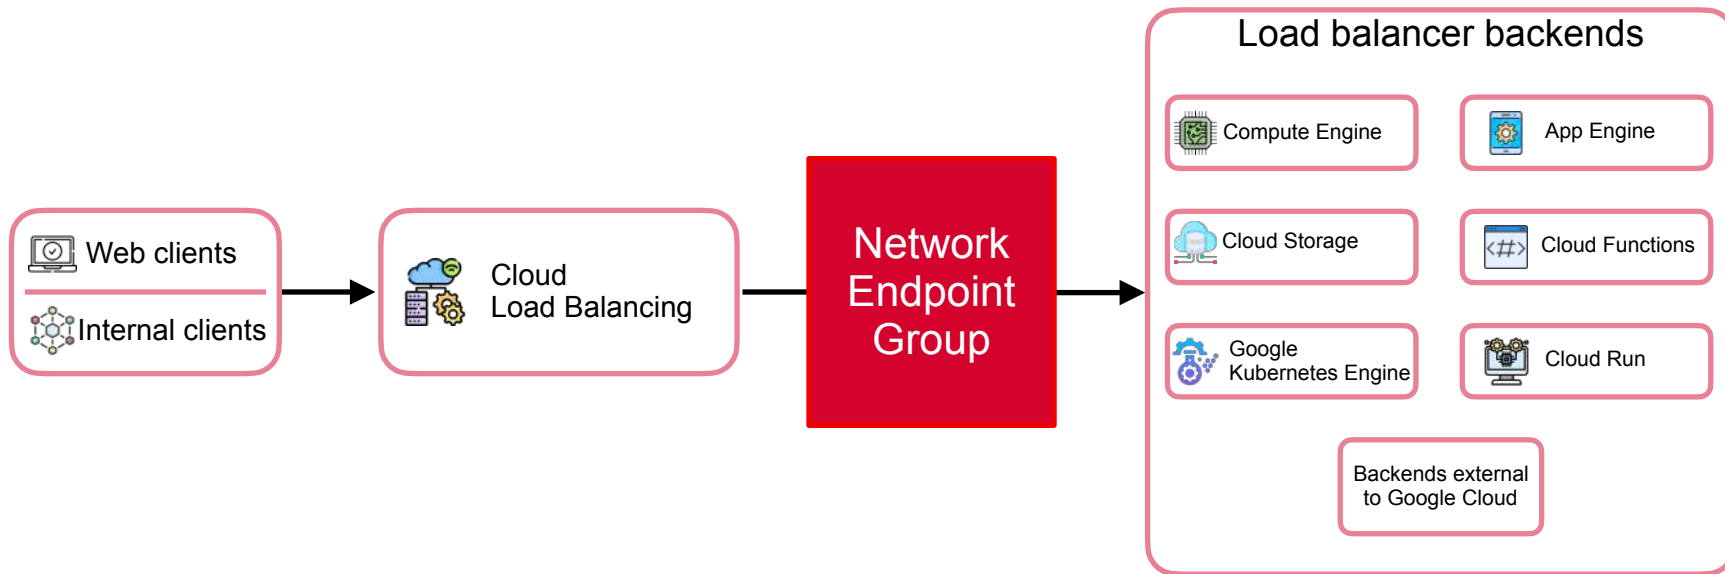 Load balancer backends
Compute Engine
App Engine
Web clients
Internal clients
Cloud
Load Balancing
Network
Endpoint
Group
Cloud Storage
<#>
Cloud Functions
Google
Kubernetes Engine
Cloud Run
Backends external
to Google Cloud